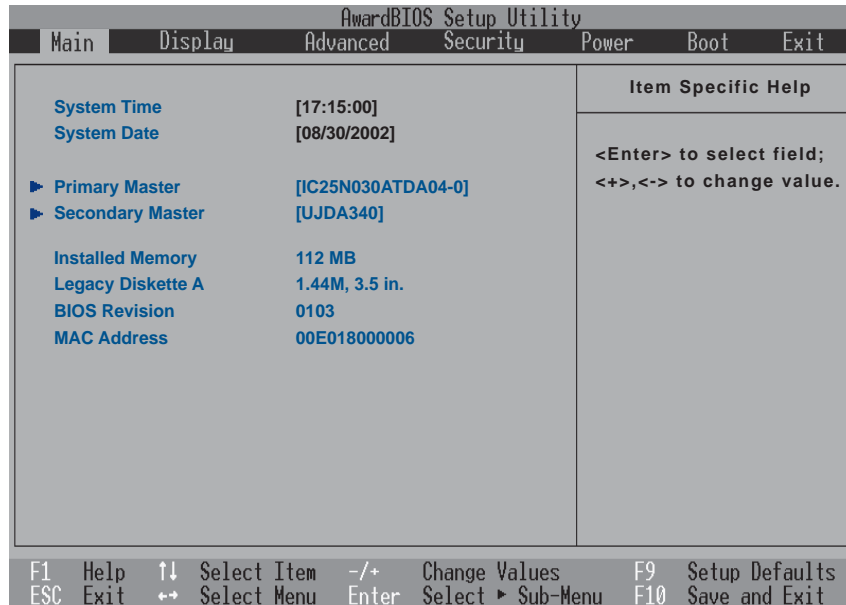 AwardBIOS Setup Utility
Main Display Advanced Security Power Boot Exit
Item Specific Help
System Time [17:15:00]
System Date [08/30/2002]
<Enter> to select field;
<+>,<-> to change value.
▶ Primary Master [IC25N030ATDA04-0]
▶ Secondary Master [UJDA340]
Installed Memory 112 MB
Legacy Diskette A 1.44M, 3.5 in.
BIOS Revision 0103
MAC Address 00E018000006
F1 Help ↑↓ Select Item -/+ Change Values F9 Setup Defaults
ESC Exit ←→ Select Menu Enter Select ▶ Sub-Menu F10 Save and Exit